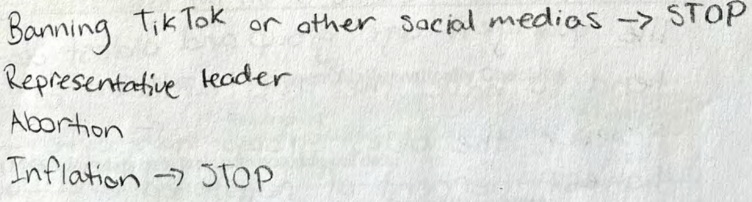 Banning TikTok or other social medias → STOP
Representative leader
Abortion
Inflation → STOP